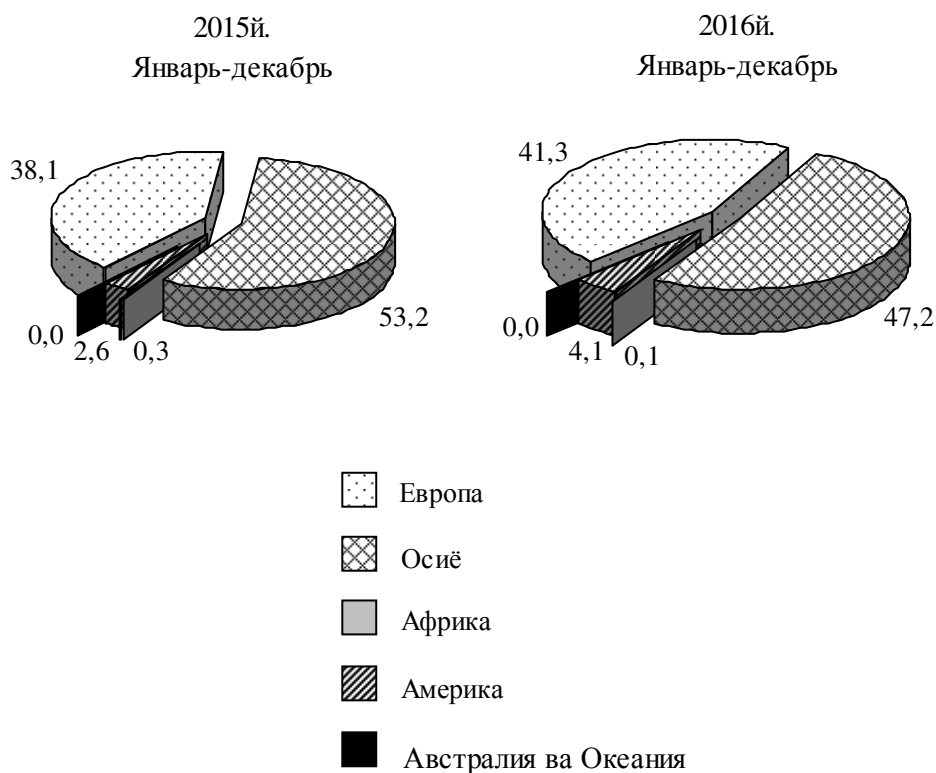 2015й.
Январь-декабрь
2016й.
Январь-декабрь
38,1
53,2
0,0
2,6
0,3
41,3
47,2
0,0
4,1
0,1
Европа
Осиё
Африка
Америка
Австралия ва Океания